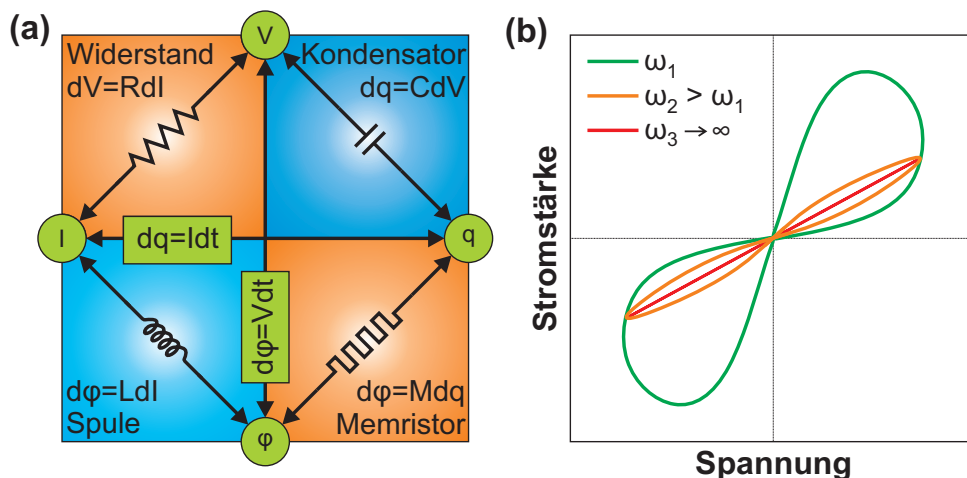 (a)
V
Widerstand
dV=RdI
Kondensator
dq=CdV
I
dq=Idt
q
dφ=Vdt
dφ=LdI
Spule
dφ=Mdq
Memristor
φ
(b)
ω₁
ω₂ > ω₁
ω₃ → ∞
Stromstärke
Spannung